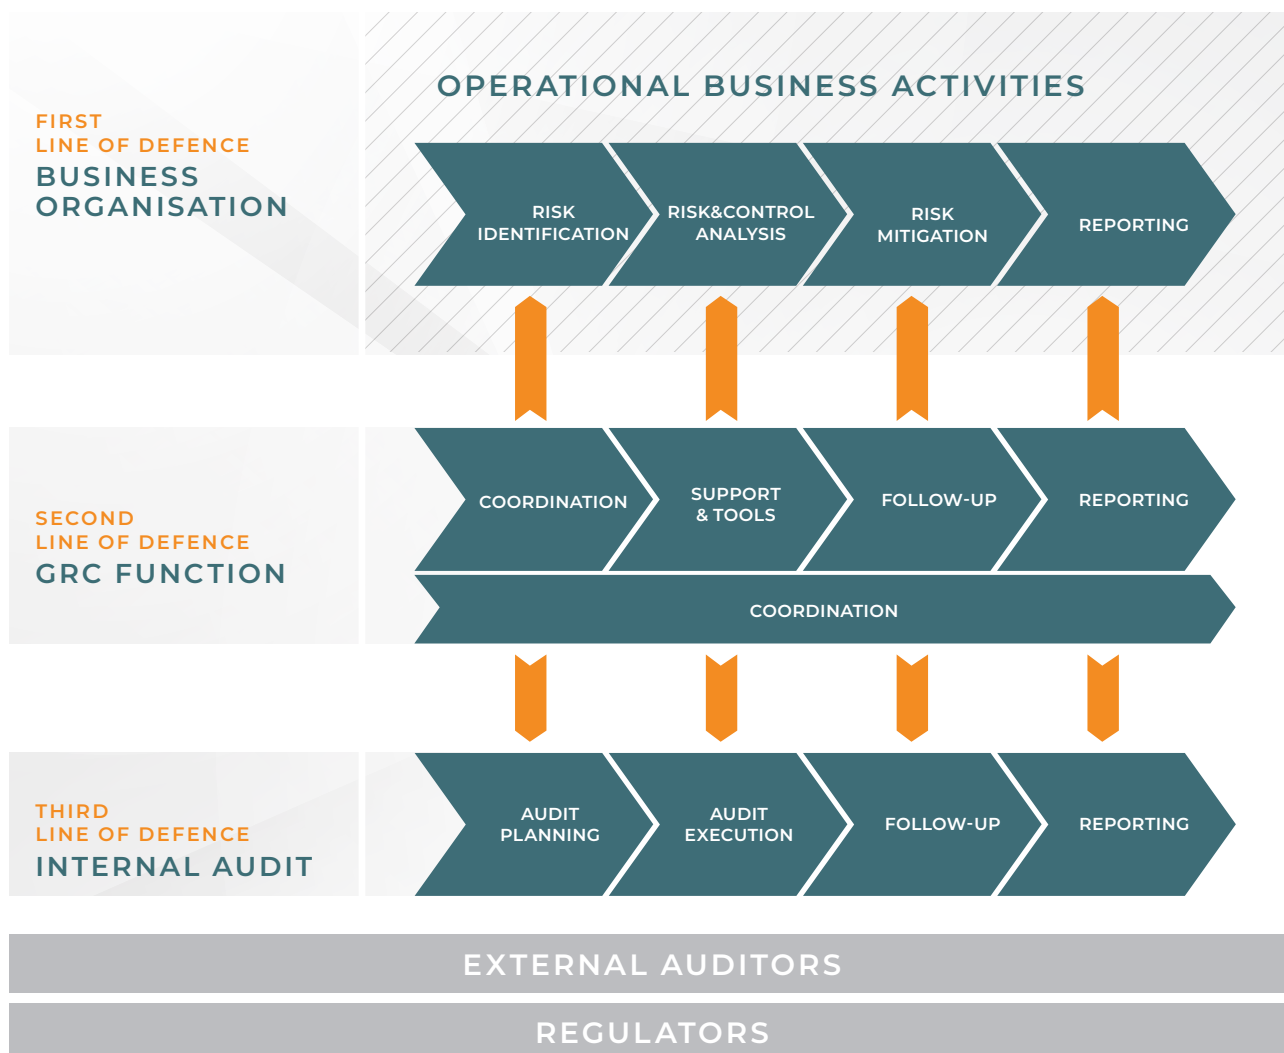 OPERATIONAL BUSINESS ACTIVITIES
FIRST
LINE OF DEFENCE
BUSINESS
ORGANISATION
RISK
IDENTIFICATION
RISK&CONTROL
ANALYSIS
RISK
MITIGATION
REPORTING
SECOND
LINE OF DEFENCE
GRC FUNCTION
COORDINATION
SUPPORT
& TOOLS
FOLLOW-UP
REPORTING
COORDINATION
THIRD
LINE OF DEFENCE
INTERNAL AUDIT
AUDIT
PLANNING
AUDIT
EXECUTION
FOLLOW-UP
REPORTING
EXTERNAL AUDITORS
REGULATORS